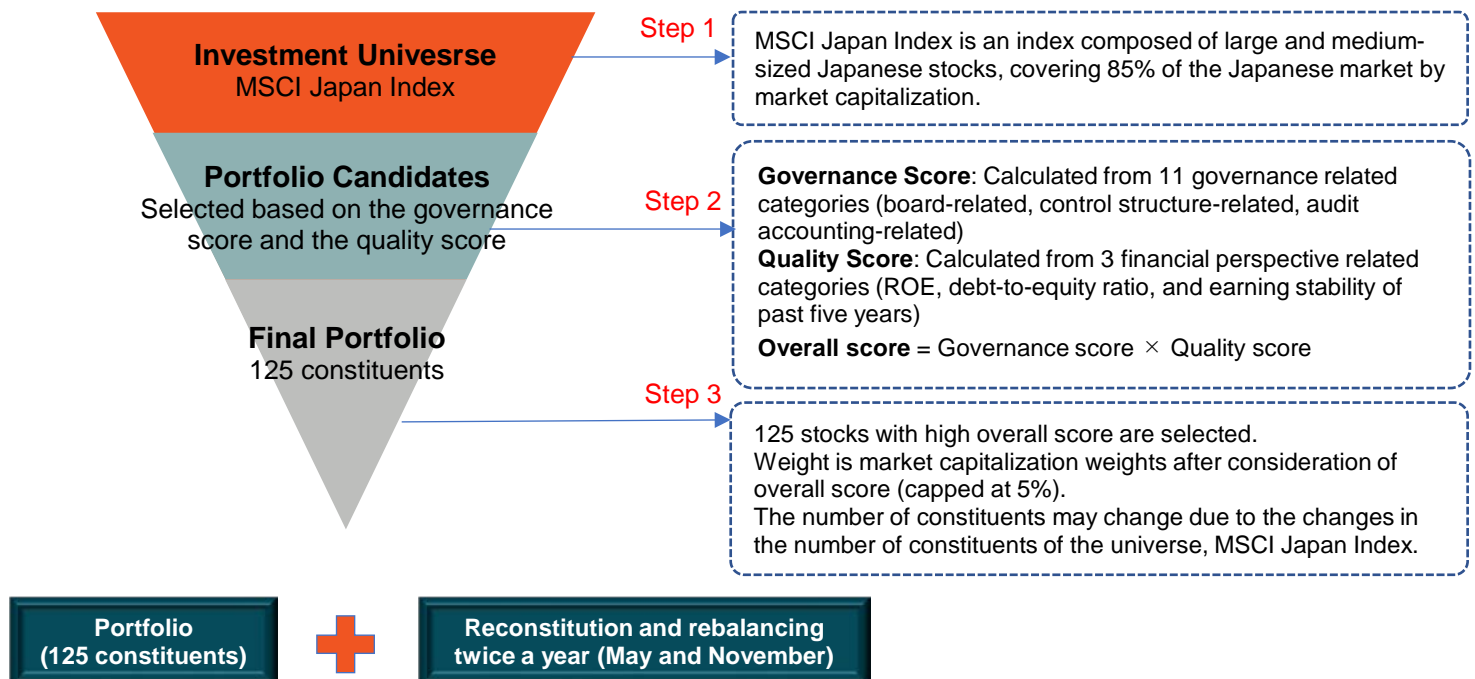 Investment Univesrse
MSCI Japan Index
Step 1
MSCI Japan Index is an index composed of large and medium-
sized Japanese stocks, covering 85% of the Japanese market by
market capitalization.
Portfolio Candidates
Selected based on the governance
score and the quality score
Step 2
Governance Score: Calculated from 11 governance related
categories (board-related, control structure-related, audit
accounting-related)
Quality Score: Calculated from 3 financial perspective related
categories (ROE, debt-to-equity ratio, and earning stability of
past five years)
Overall score = Governance score × Quality score
Final Portfolio
125 constituents
Step 3
125 stocks with high overall score are selected.
Weight is market capitalization weights after consideration of
overall score (capped at 5%).
The number of constituents may change due to the changes in
the number of constituents of the universe, MSCI Japan Index.
Portfolio
(125 constituents)
Reconstitution and rebalancing
twice a year (May and November)